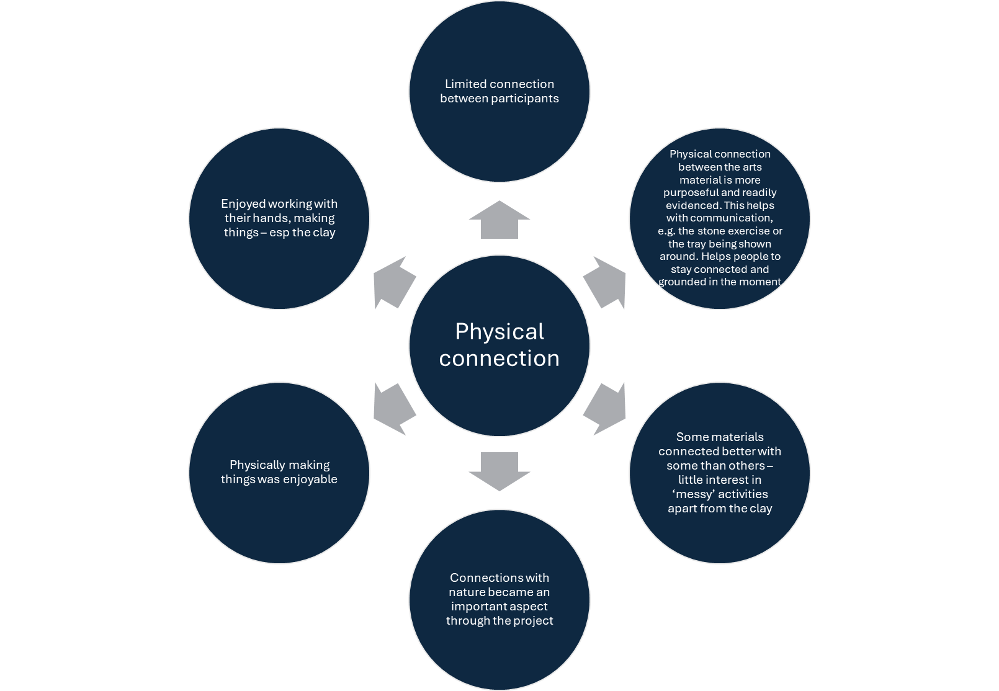 Limited connection
between participants
Physical connection
between the arts
material is more
purposeful and readily
evidenced. This helps
with communication,
e.g. the stone exercise or
the tray being shown
around. Helps people to
stay connected and
grounded in the moment
Enjoyed working with
their hands, making
things – esp the clay
Physical
connection
Some materials
connected better with
some than others –
little interest in
‘messy’ activities
apart from the clay
Physically making
things was enjoyable
Connections with
nature became an
important aspect
through the project